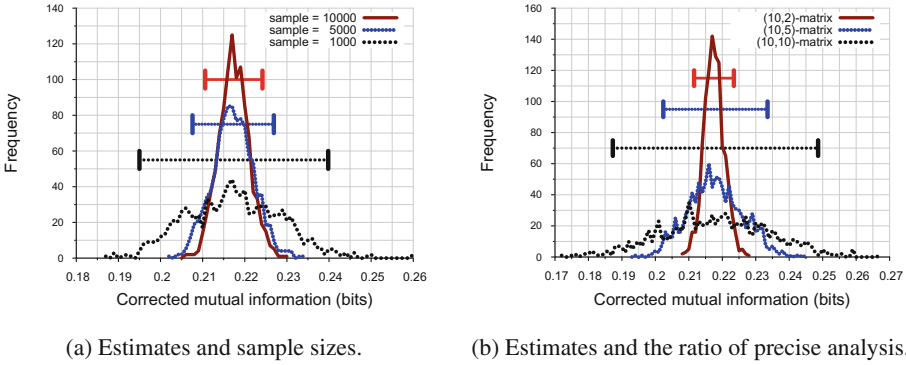 140
120
100
80
60
40
20
0
Frequency
sample = 10000
sample = 5000
sample = 1000
0.18 0.19 0.2 0.21 0.22 0.23 0.24 0.25 0.26
Corrected mutual information (bits)
(a) Estimates and sample sizes.
160
140
120
100
80
60
40
20
0
Frequency
(10,2)-matrix
(10,5)-matrix
(10,10)-matrix
0.17 0.18 0.19 0.2 0.21 0.22 0.23 0.24 0.25 0.26 0.27
Corrected mutual information (bits)
(b) Estimates and the ratio of precise analysis.